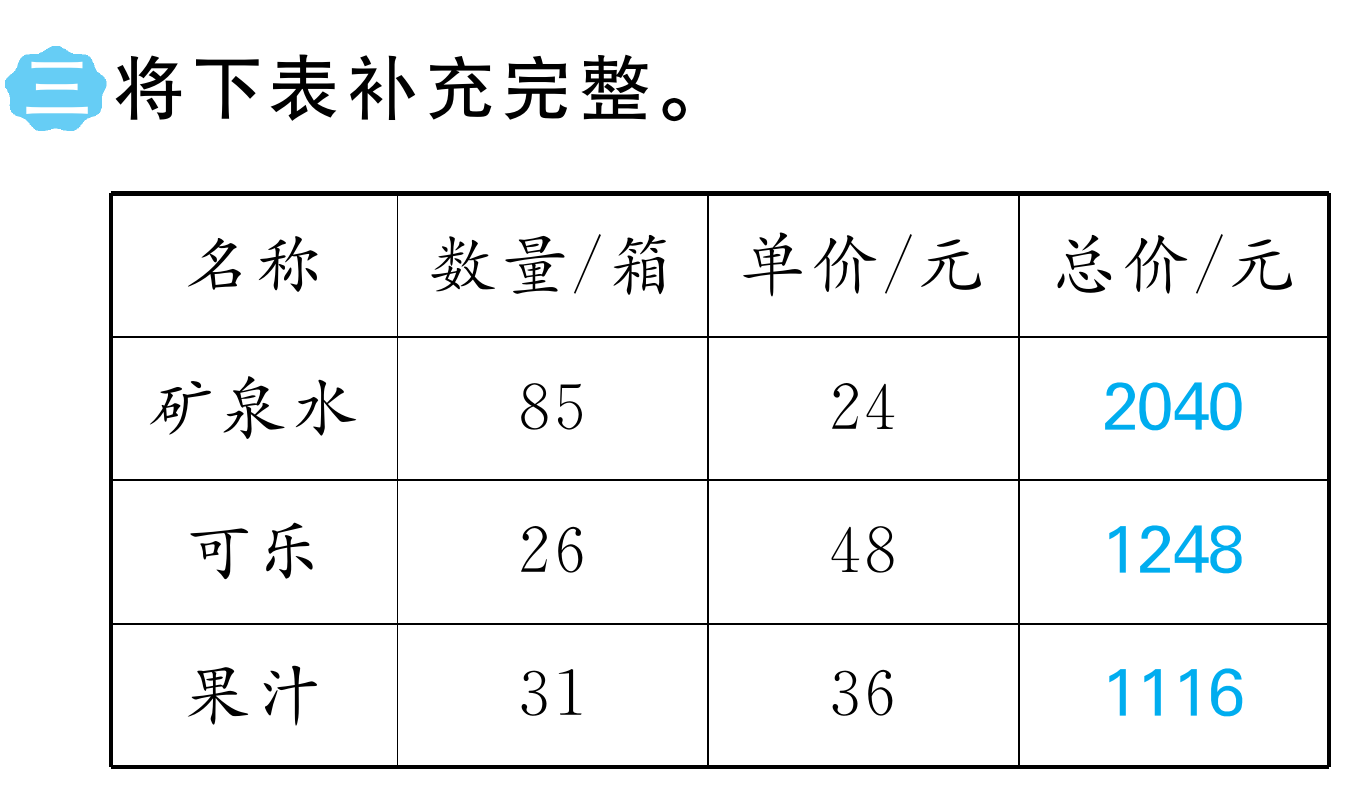 三 将下表补充完整。
名称 数量/箱 单价/元 总价/元
矿泉水 85 24 2040
可乐 26 48 1248
果汁 31 36 1116